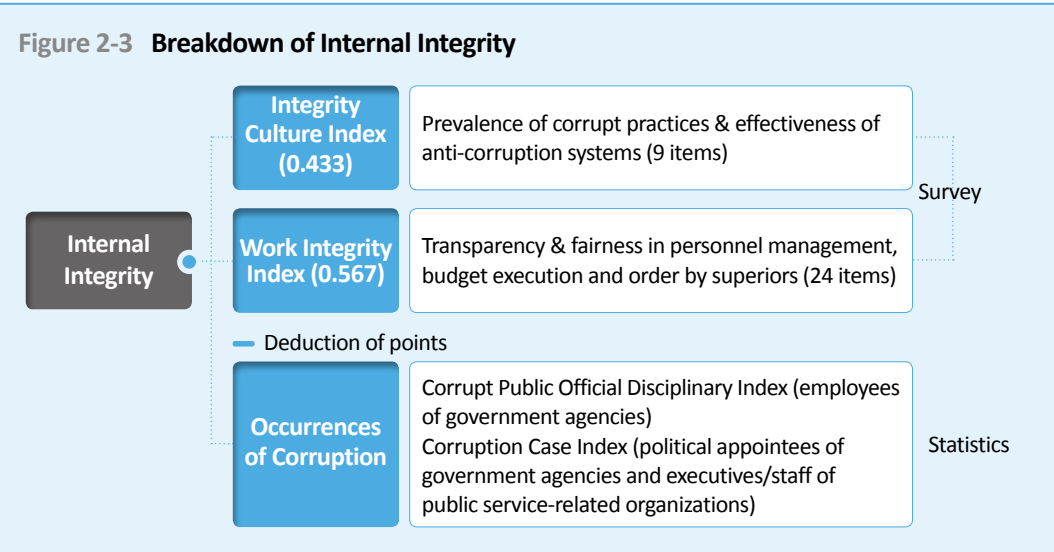 Figure 2-3 Breakdown of Internal Integrity
Integrity
Culture Index
(0.433)
Prevalence of corrupt practices & effectiveness of
anti-corruption systems (9 items)
Survey
Internal
Integrity
Work Integrity
Index (0.567)
Transparency & fairness in personnel management,
budget execution and order by superiors (24 items)
Deduction of points
Occurrences
of Corruption
Corrupt Public Official Disciplinary Index (employees
of government agencies)
Corruption Case Index (political appointees of
government agencies and executives/staff of
public service-related organizations)
Statistics